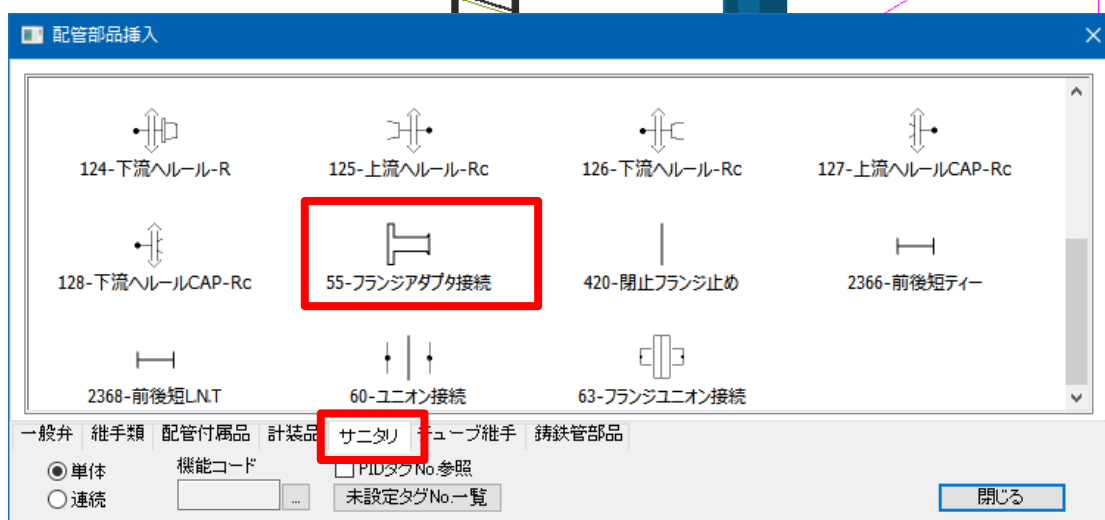 配管部品挿入
124-下流ヘルール-R
125-上流ヘルール-Rc
126-下流ヘルール-Rc
127-上流ヘルールCAP-Rc
128-下流ヘルールCAP-Rc
55-フランジアダプタ接続
420-閉止フランジ止め
2366-前後短ティー
2368-前後短L.N.T
60-ユニオン接続
63-フランジユニオン接続
一般弁 継手類 配管付属品 計装品 サニタリ チューブ継手 鋳鉄管部品
単体 機能コード PIDタグNo.参照
連続 ... 未設定タグNo.一覧 閉じる